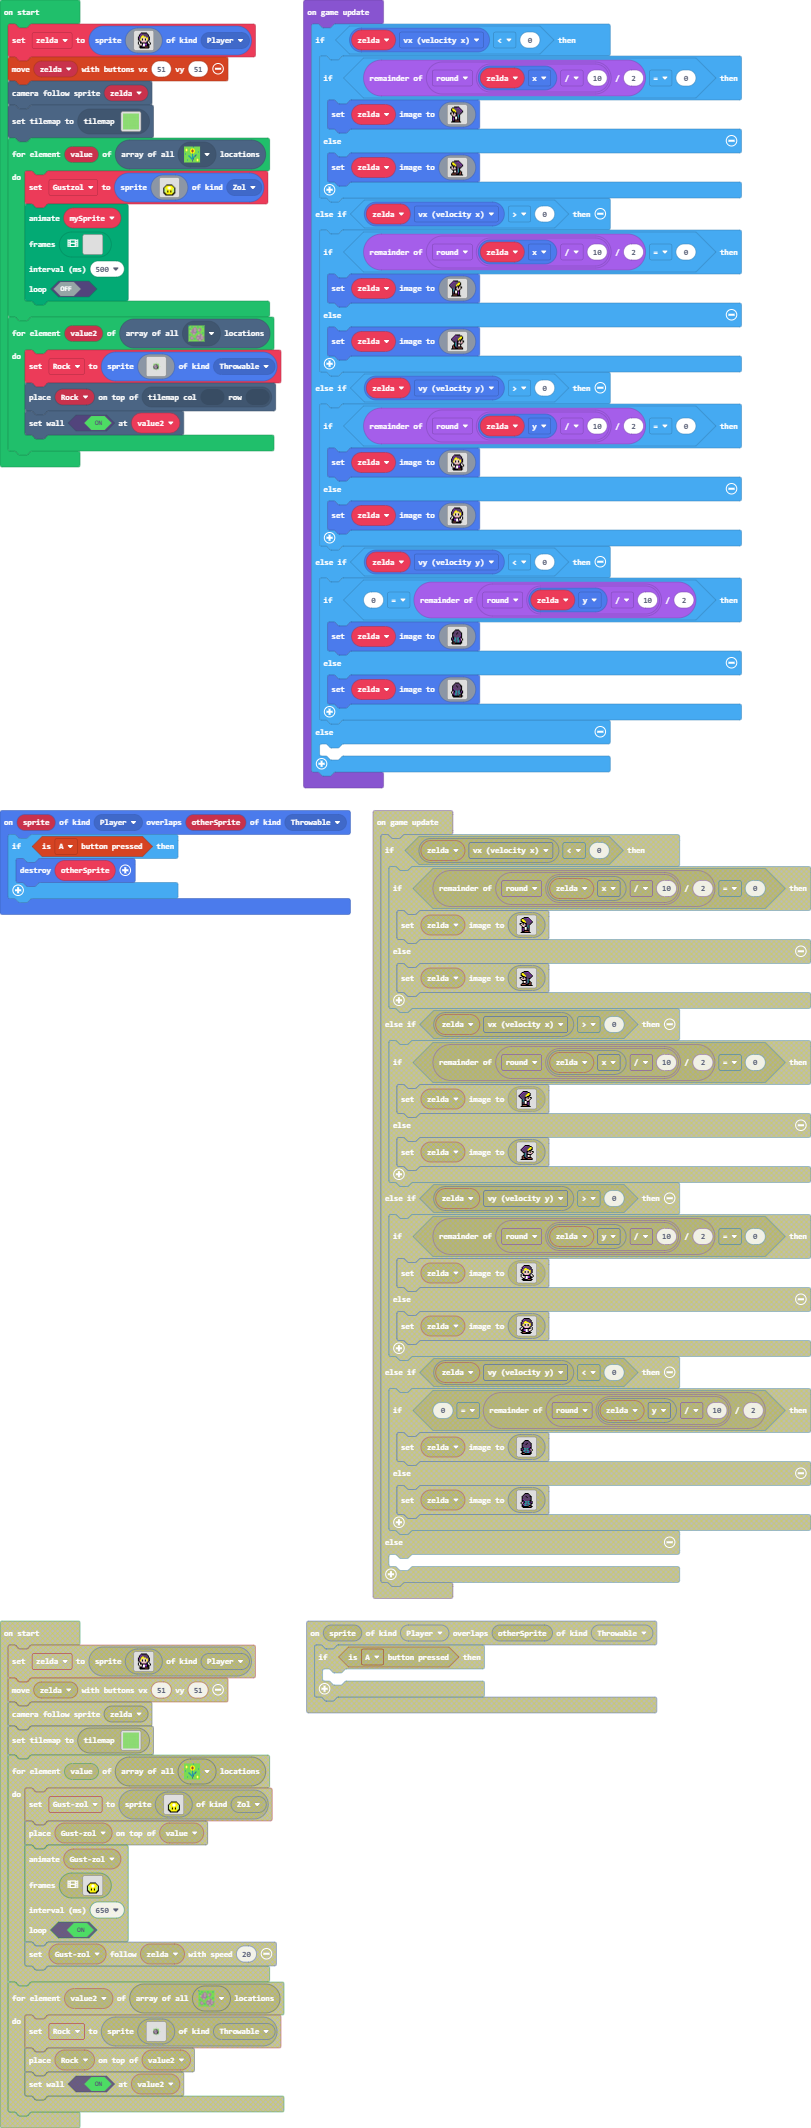 on start
set zelda to sprite of kind Player
move zelda with buttons vx 51 vy 51
camera follow sprite zelda
set tilemap to tilemap
for element value of array of all locations
do
set Gustzol to sprite of kind Zol
animate mySprite
frames
interval (ms) 500
loop OFF
for element value2 of array of all locations
do
set Rock to sprite of kind Throwable
place Rock on top of tilemap col row
set wall ON at value2
on game update
if zelda vx (velocity x) < 0 then
if remainder of round zelda x / 10 / 2 = 0 then
set zelda image to
else
set zelda image to
else if zelda vx (velocity x) > 0 then
if remainder of round zelda x / 10 / 2 = 0 then
set zelda image to
else
set zelda image to
else if zelda vy (velocity y) > 0 then
if remainder of round zelda y / 10 / 2 = 0 then
set zelda image to
else
set zelda image to
else if zelda vy (velocity y) < 0 then
if 0 = remainder of round zelda y / 10 / 2 then
set zelda image to
else
set zelda image to
else
on sprite of kind Player overlaps otherSprite of kind Throwable
if is A button pressed then
destroy otherSprite
on game update
if zelda vx (velocity x) < 0 then
if remainder of round zelda x / 10 / 2 = 0 then
set zelda image to
else
set zelda image to
else if zelda vx (velocity x) > 0 then
if remainder of round zelda x / 10 / 2 = 0 then
set zelda image to
else
set zelda image to
else if zelda vy (velocity y) > 0 then
if remainder of round zelda y / 10 / 2 = 0 then
set zelda image to
else
set zelda image to
else if zelda vy (velocity y) < 0 then
if 0 = remainder of round zelda y / 10 / 2 then
set zelda image to
else
set zelda image to
else
on start
set zelda to sprite of kind Player
move zelda with buttons vx 51 vy 51
camera follow sprite zelda
set tilemap to tilemap
for element value of array of all locations
do
set Gust-zol to sprite of kind Zol
place Gust-zol on top of value
animate Gust-zol
frames
interval (ms) 650
loop ON
set Gust-zol follow zelda with speed 20
for element value2 of array of all locations
do
set Rock to sprite of kind Throwable
place Rock on top of value2
set wall ON at value2
on sprite of kind Player overlaps otherSprite of kind Throwable
if is A button pressed then